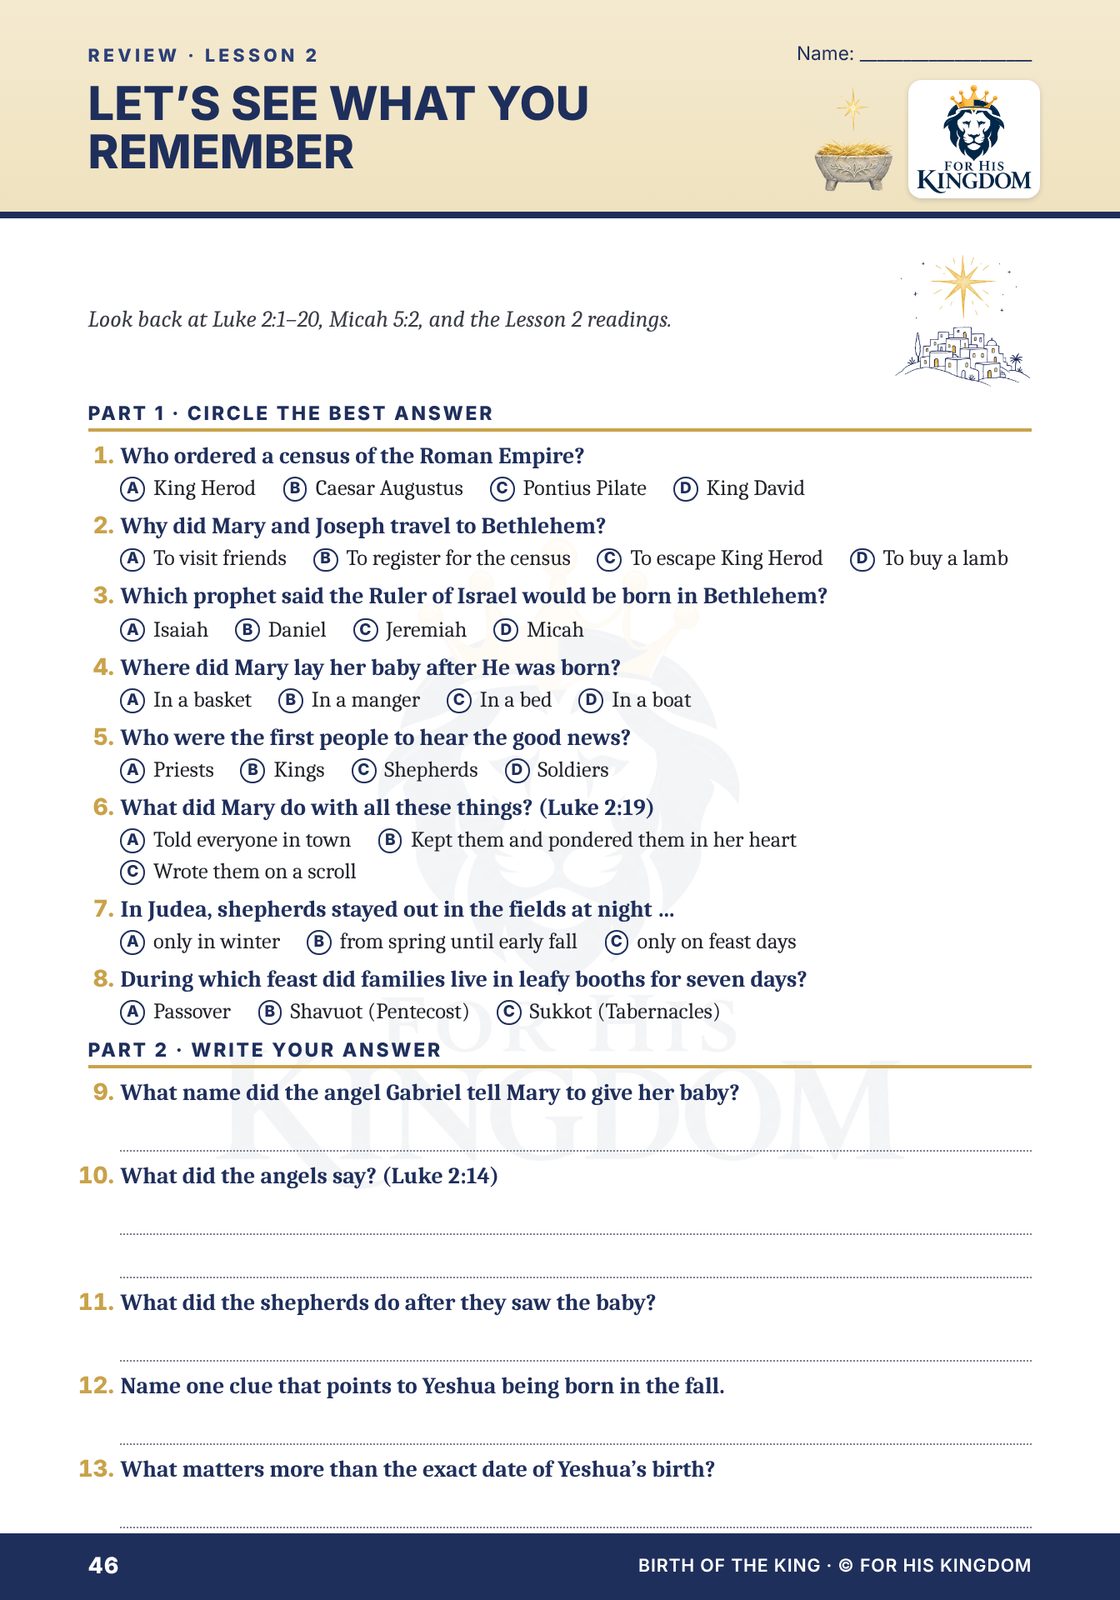 REVIEW · LESSON 2
Name: ___________________
LET’S SEE WHAT YOU
REMEMBER
FOR HIS
KINGDOM
Look back at Luke 2:1–20, Micah 5:2, and the Lesson 2 readings.
PART 1 · CIRCLE THE BEST ANSWER
1. Who ordered a census of the Roman Empire?
A King Herod B Caesar Augustus C Pontius Pilate D King David
2. Why did Mary and Joseph travel to Bethlehem?
A To visit friends B To register for the census C To escape King Herod D To buy a lamb
3. Which prophet said the Ruler of Israel would be born in Bethlehem?
A Isaiah B Daniel C Jeremiah D Micah
4. Where did Mary lay her baby after He was born?
A In a basket B In a manger C In a bed D In a boat
5. Who were the first people to hear the good news?
A Priests B Kings C Shepherds D Soldiers
6. What did Mary do with all these things? (Luke 2:19)
A Told everyone in town B Kept them and pondered them in her heart
C Wrote them on a scroll
7. In Judea, shepherds stayed out in the fields at night ...
A only in winter B from spring until early fall C only on feast days
8. During which feast did families live in leafy booths for seven days?
A Passover B Shavuot (Pentecost) C Sukkot (Tabernacles)
FOR HIS
KINGDOM
PART 2 · WRITE YOUR ANSWER
9. What name did the angel Gabriel tell Mary to give her baby?
10. What did the angels say? (Luke 2:14)
11. What did the shepherds do after they saw the baby?
12. Name one clue that points to Yeshua being born in the fall.
13. What matters more than the exact date of Yeshua’s birth?
46
BIRTH OF THE KING · © FOR HIS KINGDOM